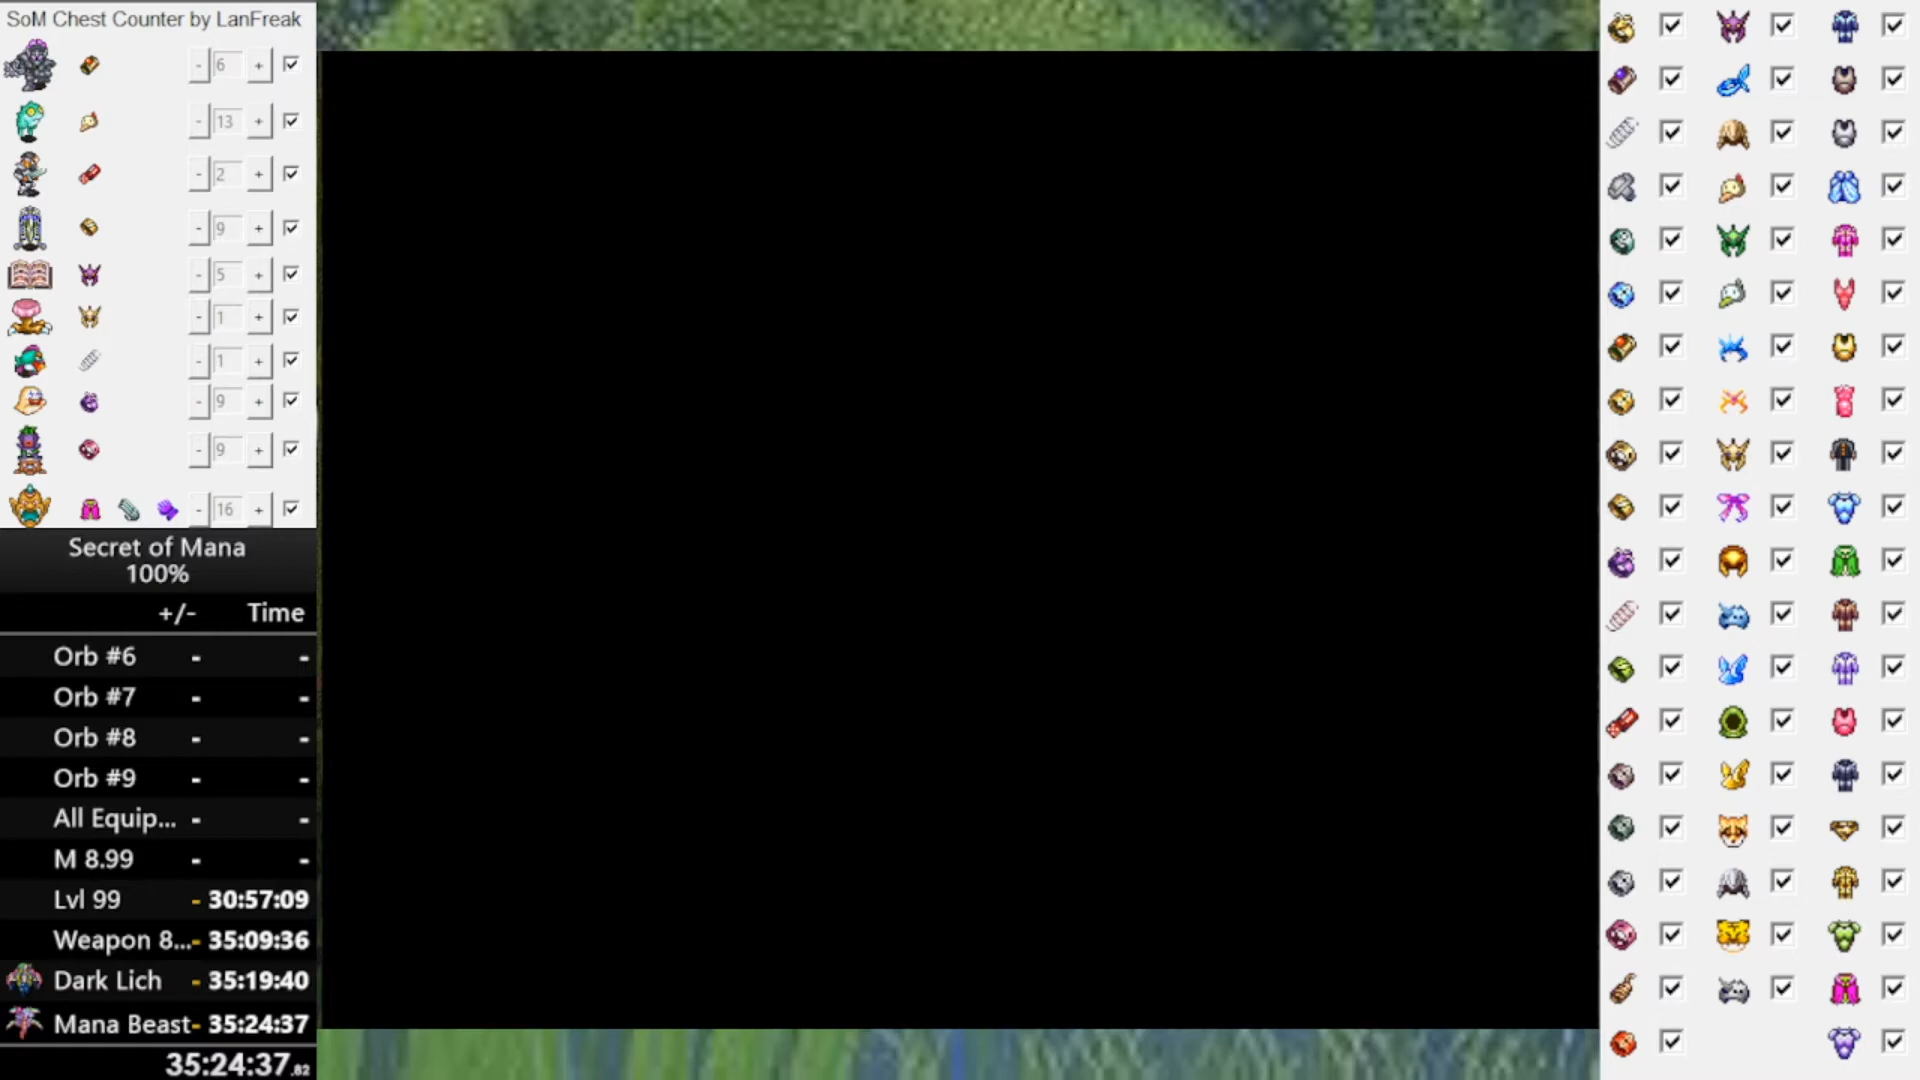 SoM Chest Counter by LanFreak
- 6 +
- 13 +
- 2 +
- 9 +
- 5 +
- 1 +
- 1 +
- 9 +
- 9 +
- 16 +
Secret of Mana
100%
+/- Time
Orb #6 - -
Orb #7 - -
Orb #8 - -
Orb #9 - -
All Equip... - -
M 8.99 - -
Lvl 99 - 30:57:09
Weapon 8... - 35:09:36
Dark Lich - 35:19:40
Mana Beast - 35:24:37
35:24:37.82